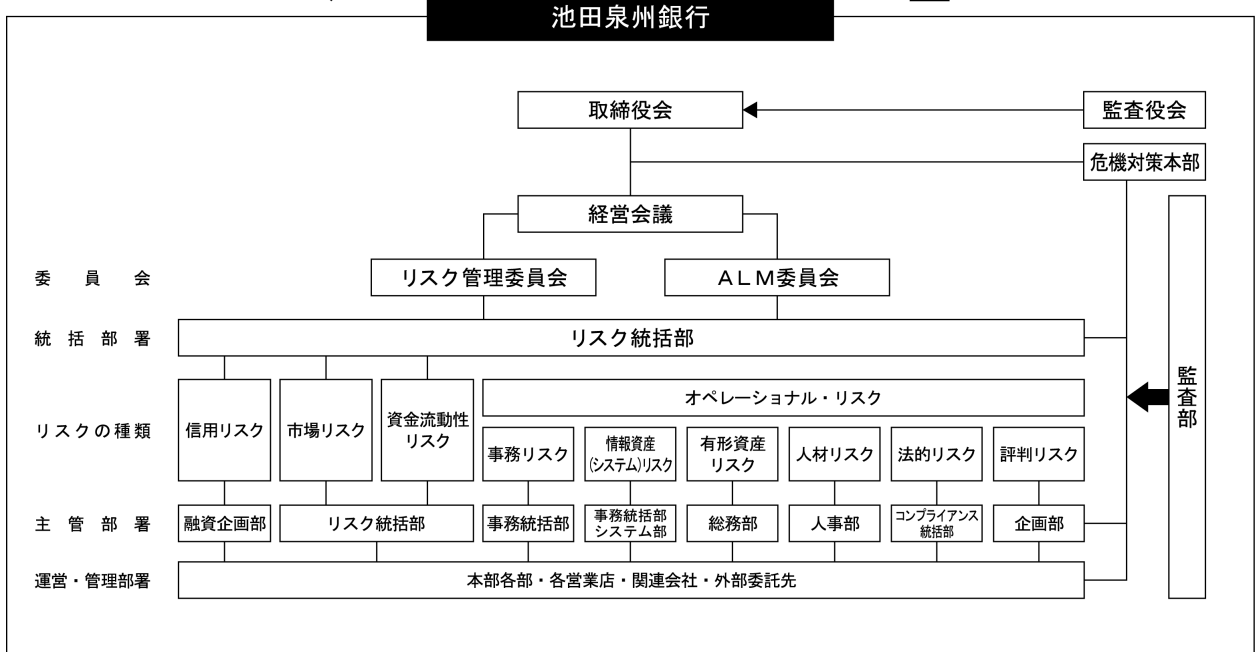 池田泉州銀行
取締役会
監査役会
危機対策本部
経営会議
委員会
リスク管理委員会
ALM委員会
統括部署
リスク統括部
リスクの種類
信用リスク
市場リスク
資金流動性
リスク
オペレーショナル・リスク
事務リスク
情報資産
(システム)リスク
有形資産
リスク
人材リスク
法的リスク
評判リスク
監査部
主管部署
融資企画部
リスク統括部
事務統括部
事務統括部
システム部
総務部
人事部
コンプライアンス
統括部
企画部
運営・管理部署
本部各部・各営業店・関連会社・外部委託先